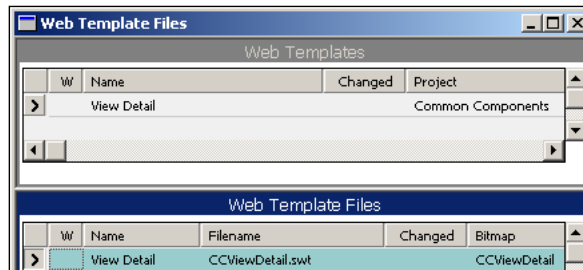 Web Template Files
Web Templates
W Name Changed Project
View Detail Common Components
Web Template Files
W Name Filename Changed Bitmap
View Detail CCViewDetail.swt CCViewDetail